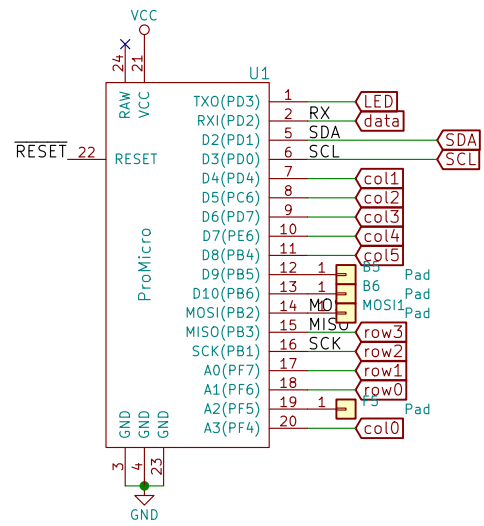 VCC
24
21
U1
RAW
VCC
TXO(PD3) 1 LED
RXI(PD2) 2 RX data
D2(PD1) 5 SDA SDA
D3(PD0) 6 SCL SCL
RESET 22 RESET
D4(PD4) 7 col1
D5(PC6) 8 col2
D6(PD7) 9 col3
D7(PE6) 10 col4
D8(PB4) 11 col5
D9(PB5) 12 1 B5 Pad
D10(PB6) 13 1 B6 Pad
MOSI(PB2) 14 1 MOSI1 Pad
MISO(PB3) 15 MISO row3
SCK(PB1) 16 SCK row2
A0(PF7) 17 row1
A1(PF6) 18 row0
A2(PF5) 19 1 F5 Pad
A3(PF4) 20 col0
ProMicro
GND GND GND
3 4 23
GND